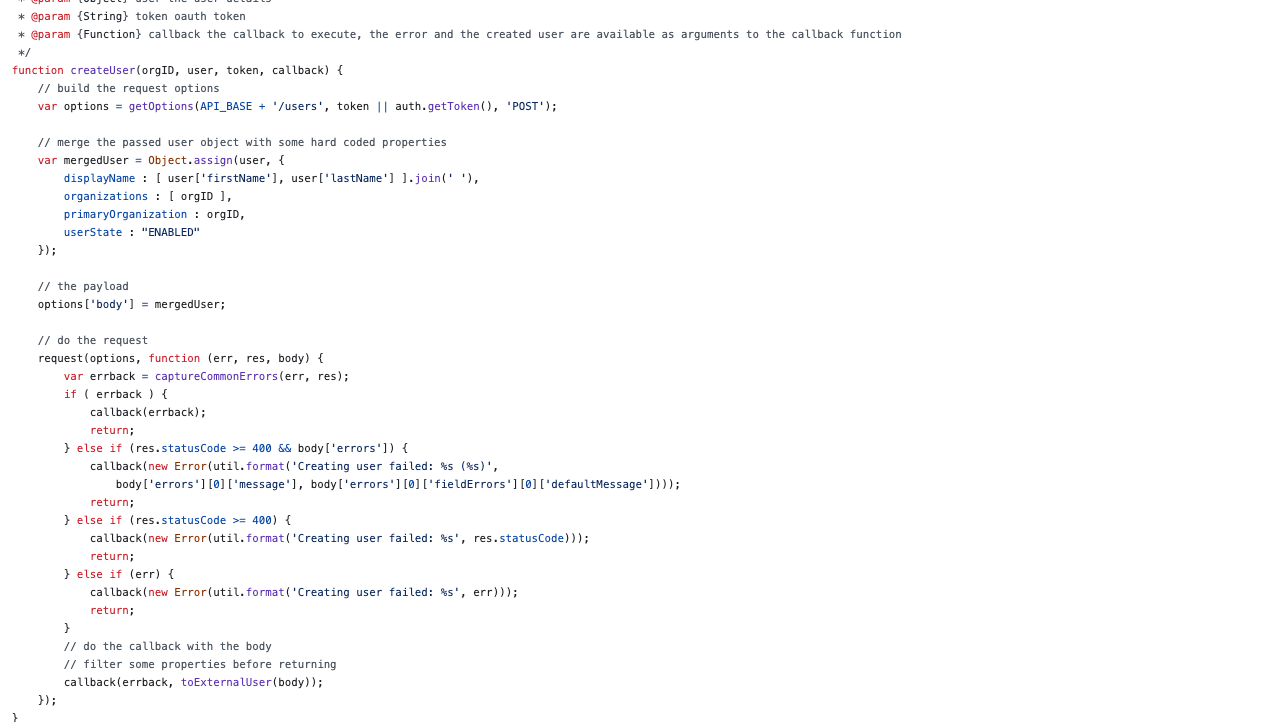 * @param {Object} user the user details
 * @param {String} token oauth token
 * @param {Function} callback the callback to execute, the error and the created user are available as arguments to the callback function
 */
function createUser(orgID, user, token, callback) {
    // build the request options
    var options = getOptions(API_BASE + '/users', token || auth.getToken(), 'POST');

    // merge the passed user object with some hard coded properties
    var mergedUser = Object.assign(user, {
        displayName : [ user['firstName'], user['lastName'] ].join(' '),
        organizations : [ orgID ],
        primaryOrganization : orgID,
        userState : "ENABLED"
    });

    // the payload
    options['body'] = mergedUser;

    // do the request
    request(options, function (err, res, body) {
        var errback = captureCommonErrors(err, res);
        if ( errback ) {
            callback(errback);
            return;
        } else if (res.statusCode >= 400 && body['errors']) {
            callback(new Error(util.format('Creating user failed: %s (%s)',
                body['errors'][0]['message'], body['errors'][0]['fieldErrors'][0]['defaultMessage'])));
            return;
        } else if (res.statusCode >= 400) {
            callback(new Error(util.format('Creating user failed: %s', res.statusCode)));
            return;
        } else if (err) {
            callback(new Error(util.format('Creating user failed: %s', err)));
            return;
        }
        // do the callback with the body
        // filter some properties before returning
        callback(errback, toExternalUser(body));
    });
}